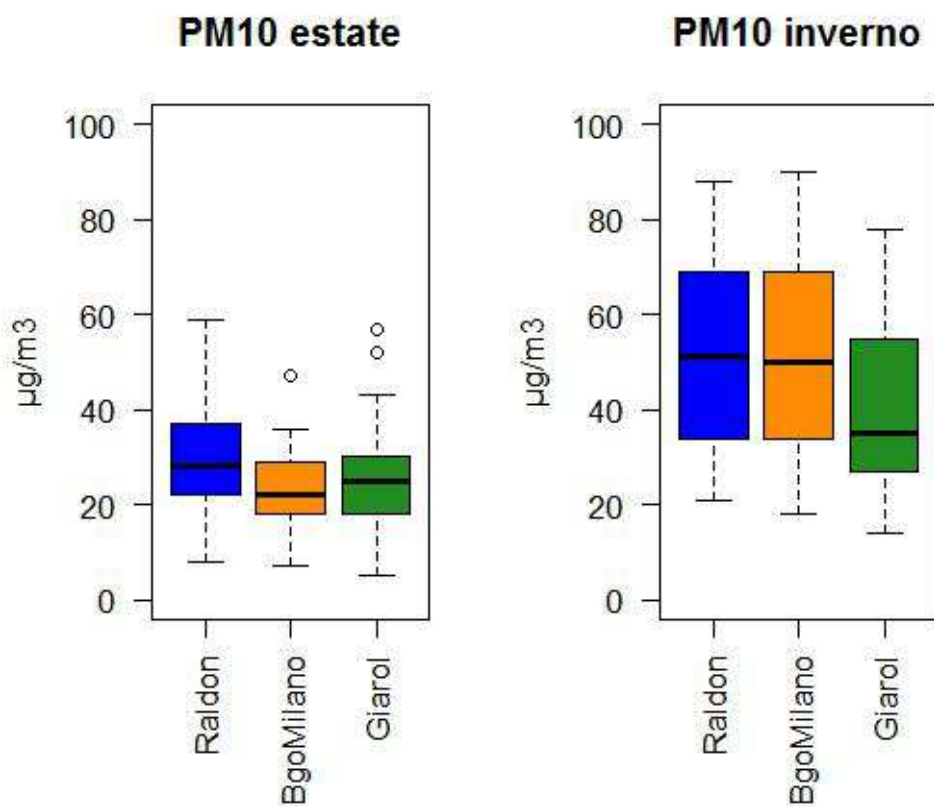 PM10 estate
100
80
60
40
20
0
µg/m3
Raldon
BgoMilano
Giarol
PM10 inverno
100
80
60
40
20
0
µg/m3
Raldon
BgoMilano
Giarol